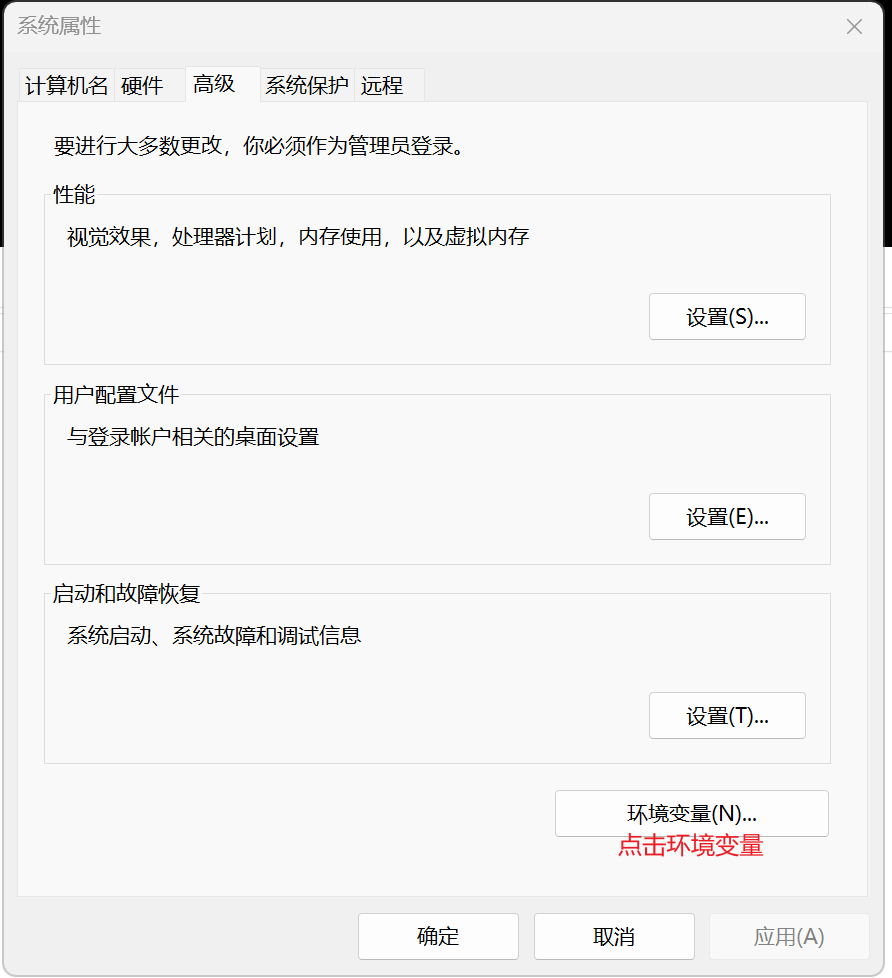 系统属性
计算机名 硬件 高级 系统保护 远程
要进行大多数更改，你必须作为管理员登录。
性能
视觉效果，处理器计划，内存使用，以及虚拟内存
设置(S)...
用户配置文件
与登录帐户相关的桌面设置
设置(E)...
启动和故障恢复
系统启动、系统故障和调试信息
设置(T)...
环境变量(N)...
点击环境变量
确定 取消 应用(A)